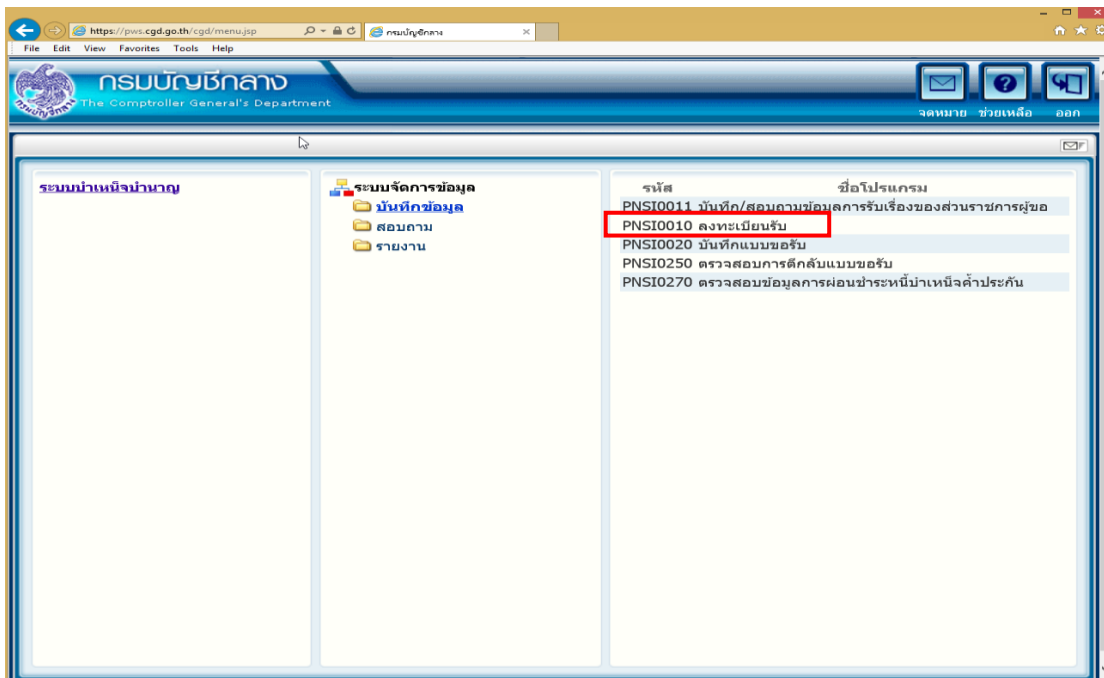 https://pws.cgd.go.th/cgd/menu.jsp
กรมบัญชีกลาง
File Edit View Favorites Tools Help
กรมบัญชีกลาง
The Comptroller General's Department
จดหมาย ช่วยเหลือ ออก
ระบบบำเหน็จบำนาญ
ระบบจัดการข้อมูล
บันทึกข้อมูล
สอบถาม
รายงาน
รหัส ชื่อโปรแกรม
PNSI0011 บันทึก/สอบถามข้อมูลการรับเรื่องของส่วนราชการผู้ขอ
PNSI0010 ลงทะเบียนรับ
PNSI0020 บันทึกแบบขอรับ
PNSI0250 ตรวจสอบการตีกลับแบบขอรับ
PNSI0270 ตรวจสอบข้อมูลการผ่อนชำระหนี้บำเหน็จค้ำประกัน